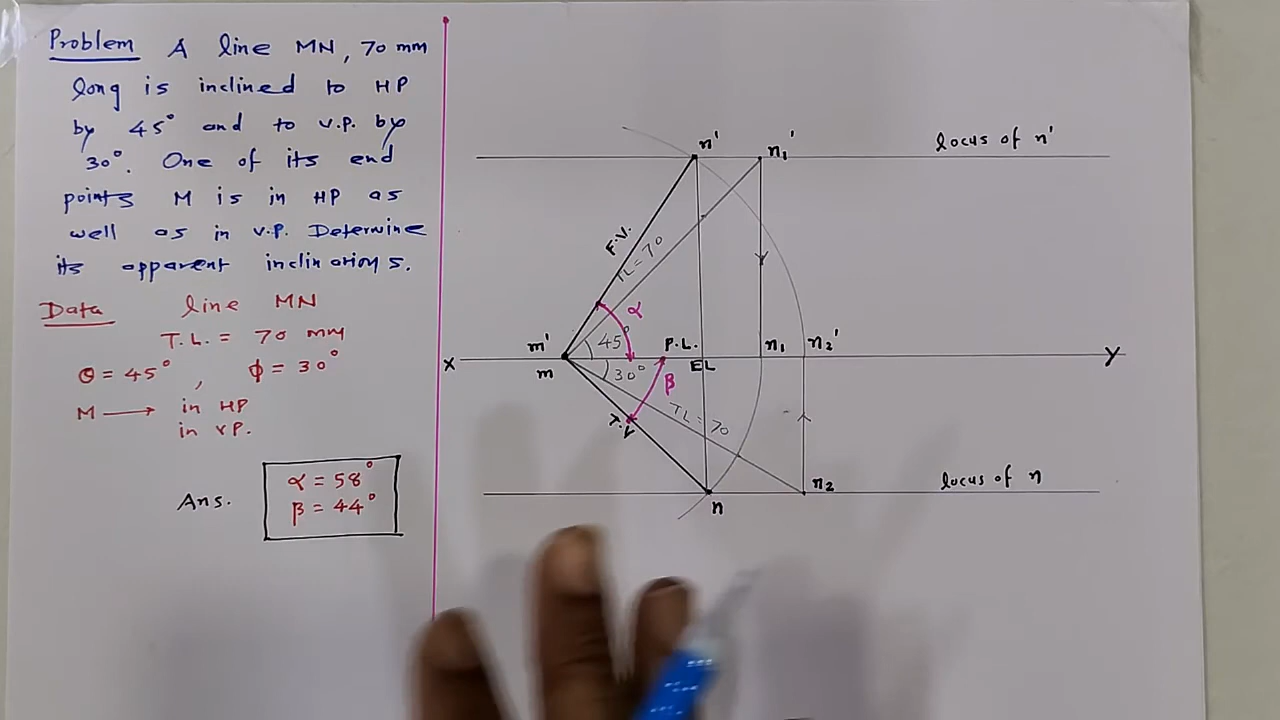 Problem A line MN, 70 mm
long is inclined to HP
by 45° and to V.P. by
30°. One of its end
points M is in HP as
well as in V.P. Determine
its apparent inclinations.
Data line MN
T.L. = 70 mm
θ = 45°, ϕ = 30°
M → in HP
in VP.
Ans. α = 58°
β = 44°
n' n₁' locus of n'
F.V.
TL = 70
α
m' 45° P.L. n₁ n₂'
X EL Y
m 30° β
TL = 70
T.V
n₂ locus of n
n